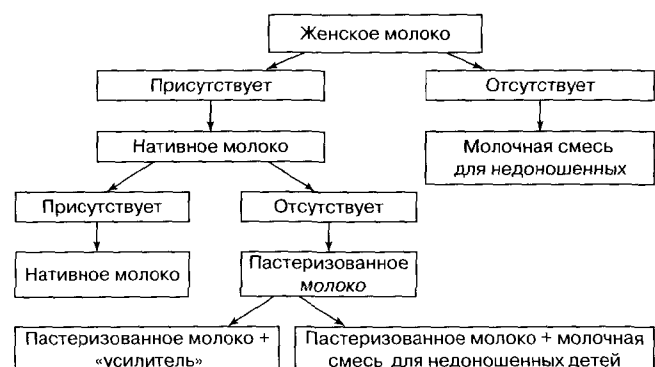 Женское молоко
Присутствует
Отсутствует
Нативное молоко
Молочная смесь
для недоношенных
Присутствует
Отсутствует
Нативное молоко
Пастеризованное
молоко
Пастеризованное молоко +
«усилитель»
Пастеризованное молоко + молочная
смесь для недоношенных детей